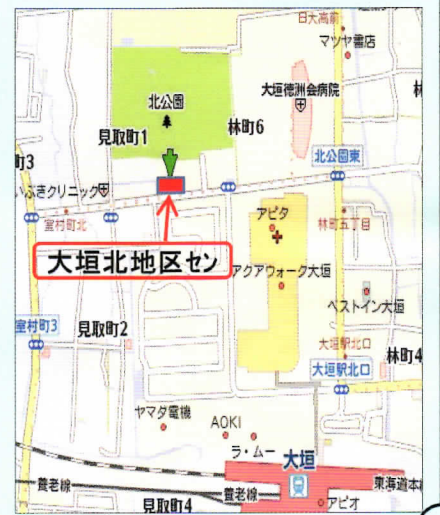 日大高前
マツヤ書店
北公園
大垣徳洲会病院
見取町1
林町6
北公園東
町3
いぶきクリニック
室村町北
アピタ
林町五丁目
大垣北地区セン
アクアウォーク大垣
ベストイン大垣
室村町3
見取町2
大垣駅北口
林町4
大垣駅北口
ヤマダ電機
AOKI
ラ・ムー
大垣
養老線
養老線
東海道本
見取町4
アピオ